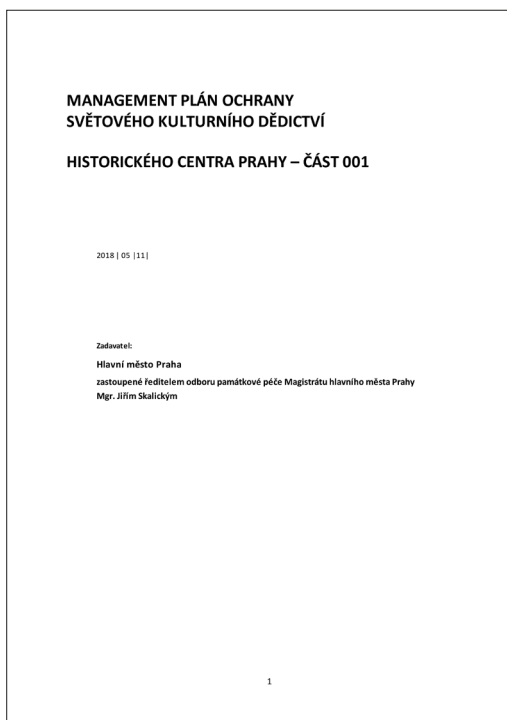 MANAGEMENT PLÁN OCHRANY
SVĚTOVÉHO KULTURNÍHO DĚDICTVÍ
HISTORICKÉHO CENTRA PRAHY – ČÁST 001
2018 | 05 |11|
Zadavatel:
Hlavní město Praha
zastoupené ředitelem odboru památkové péče Magistrátu hlavního města Prahy
Mgr. Jiřím Skalickým
1